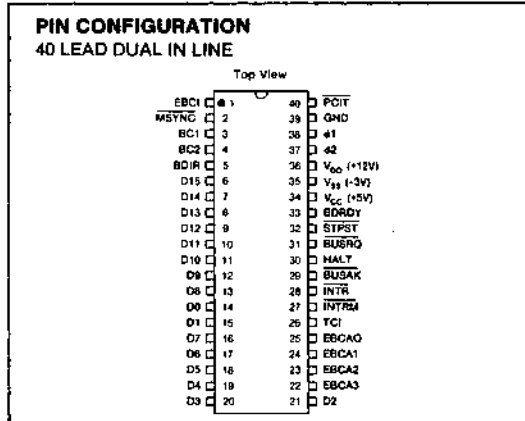 PIN CONFIGURATION
40 LEAD DUAL IN LINE
Top View
EBCI 1 40 PCIT
MSYNC 2 39 GND
BC1 3 38 ϕ1
BC2 4 37 ϕ2
BDIR 5 36 VDD (+12V)
D15 6 35 (-3V)
D14 7 34 VCC (+5V)
D13 8 33 BDRDY
D12 9 32 STPST
D11 10 31 BUSRQ
D10 11 30 HALT
D9 12 29 BUSAK
D8 13 28 INTR
D0 14 27 INTRM
D1 15 26 TCI
D7 16 25 EBCA0
D6 17 24 EBCA1
D5 18 23 EBCA2
D4 19 22 EBCA3
D3 20 21 D2